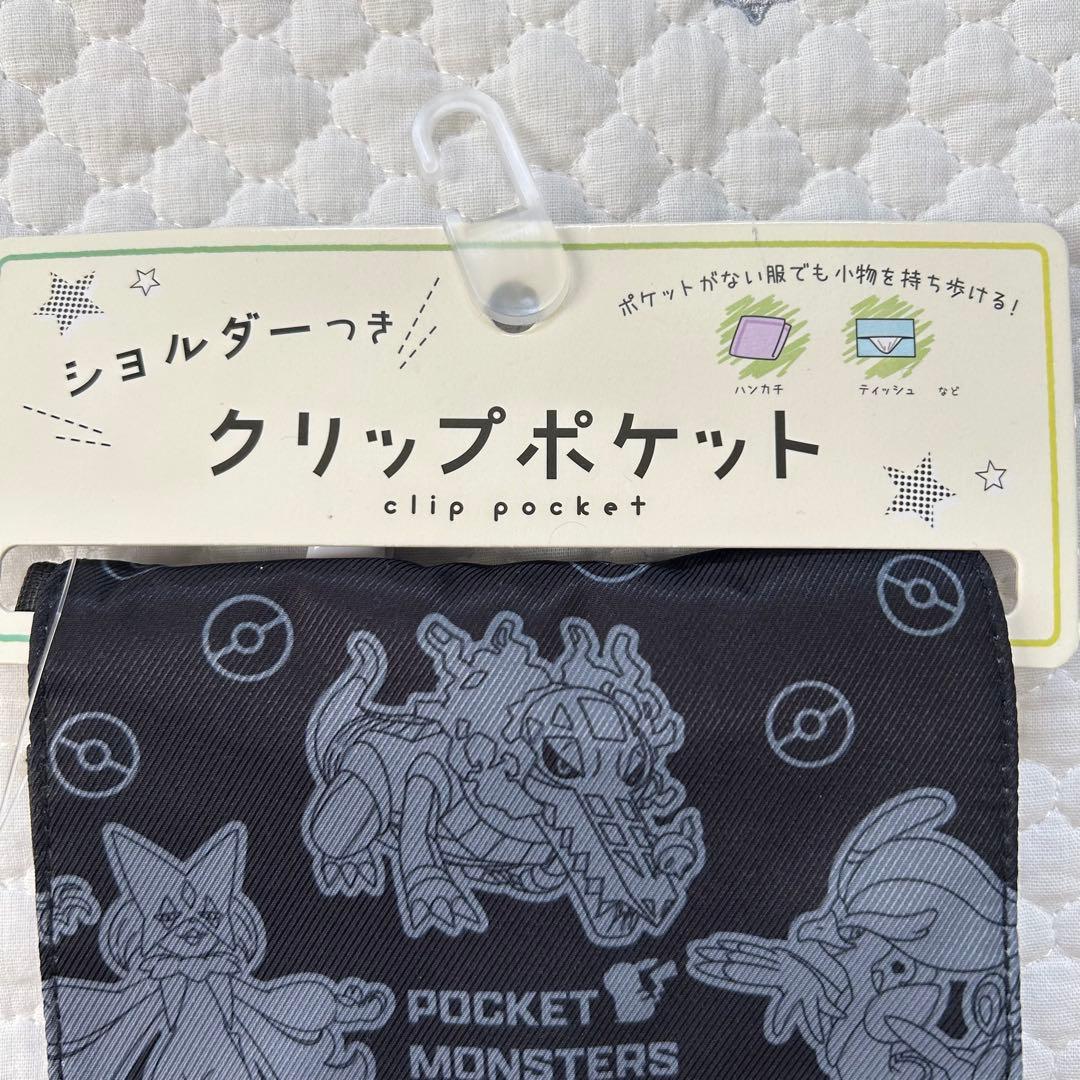 ポケットがない服でも小物を持ち歩ける!
ショルダーつき
ハンカチ
ティッシュ など
クリップポケット
clip pocket
POCKET
MONSTERS